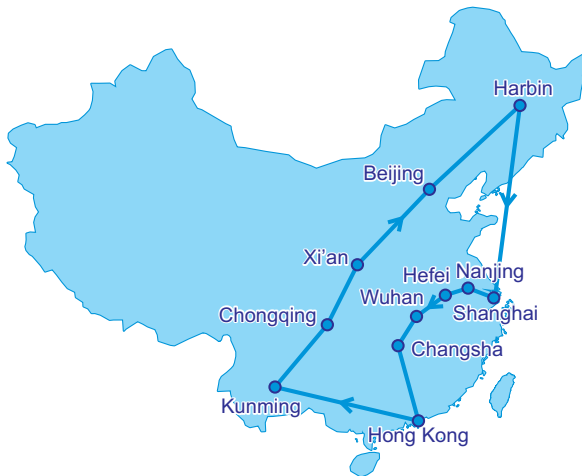 Harbin
Beijing
Xi'an
Hefei
Nanjing
Wuhan
Shanghai
Chongqing
Changsha
Kunming
Hong Kong